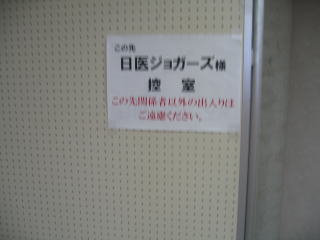 この先
日医ジョガーズ様
控　室
この先関係者以外の出入りは
ご遠慮ください。